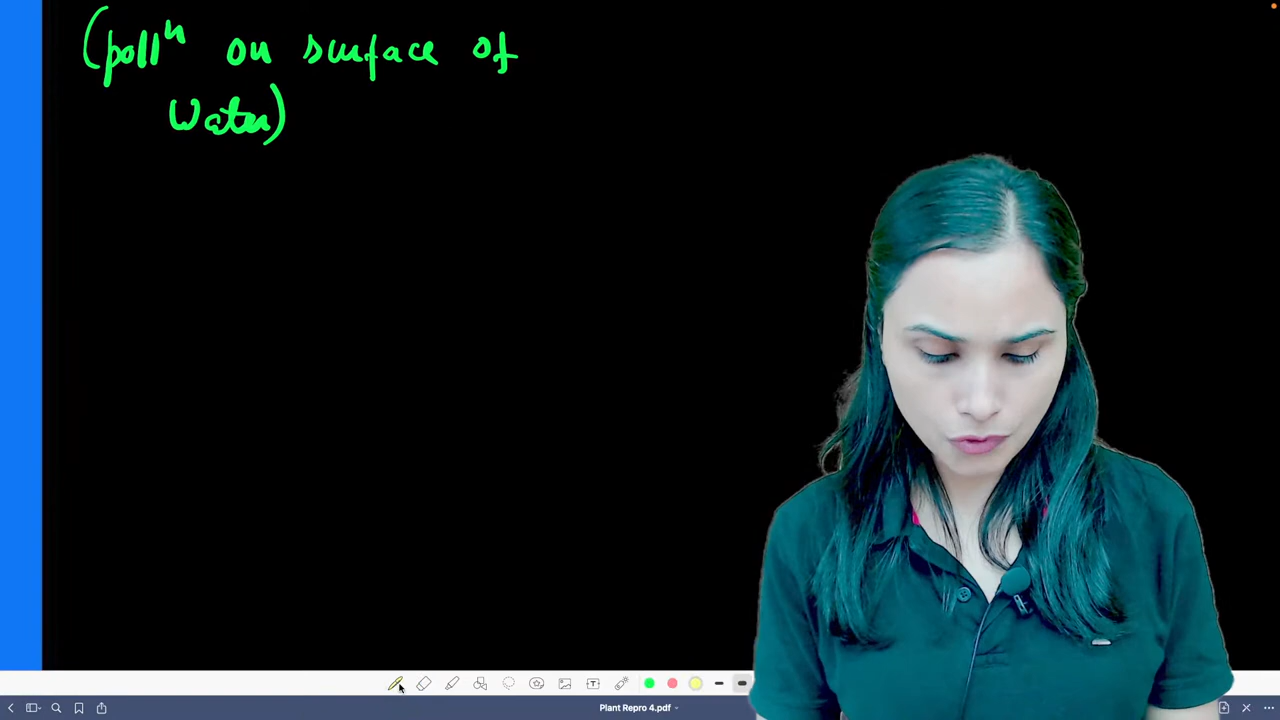 (pollⁿ on surface of
Water)
Plant Repro 4.pdf